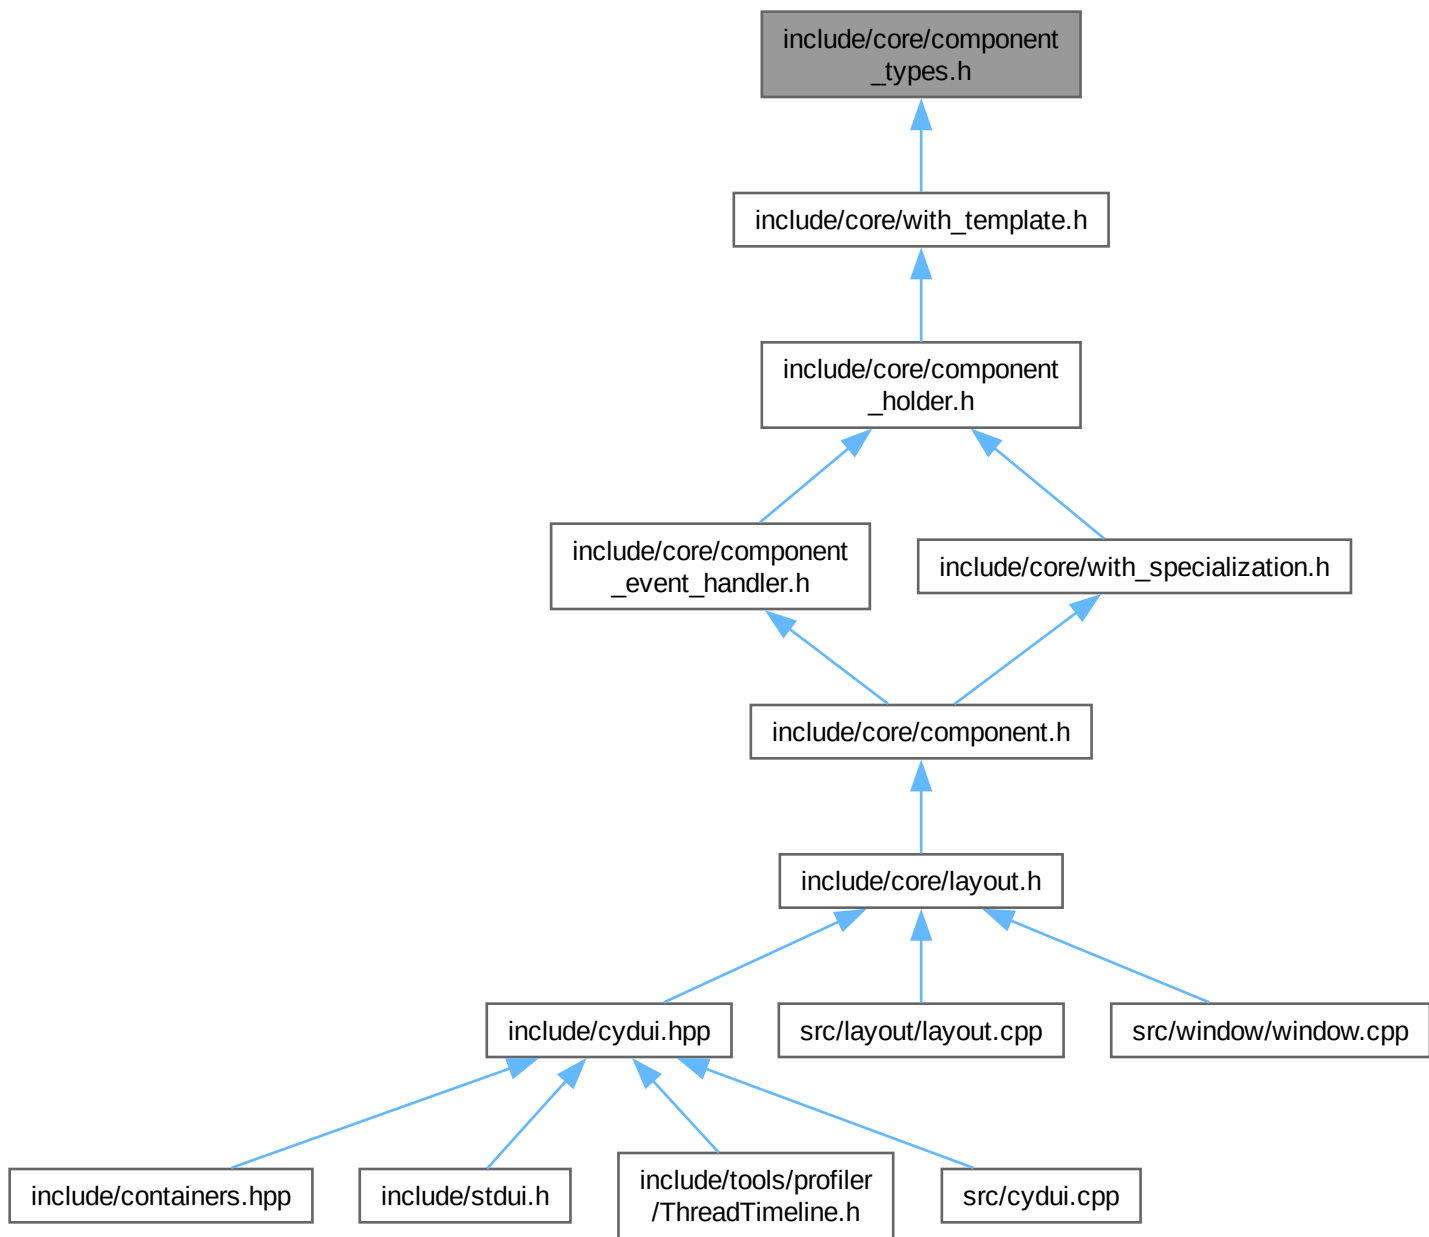 include/core/component
_types.h
include/core/with_template.h
include/core/component
_holder.h
include/core/component
_event_handler.h
include/core/with_specialization.h
include/core/component.h
include/core/layout.h
include/cydui.hpp
src/layout/layout.cpp
src/window/window.cpp
include/containers.hpp
include/stdui.h
include/tools/profiler
/ThreadTimeline.h
src/cydui.cpp